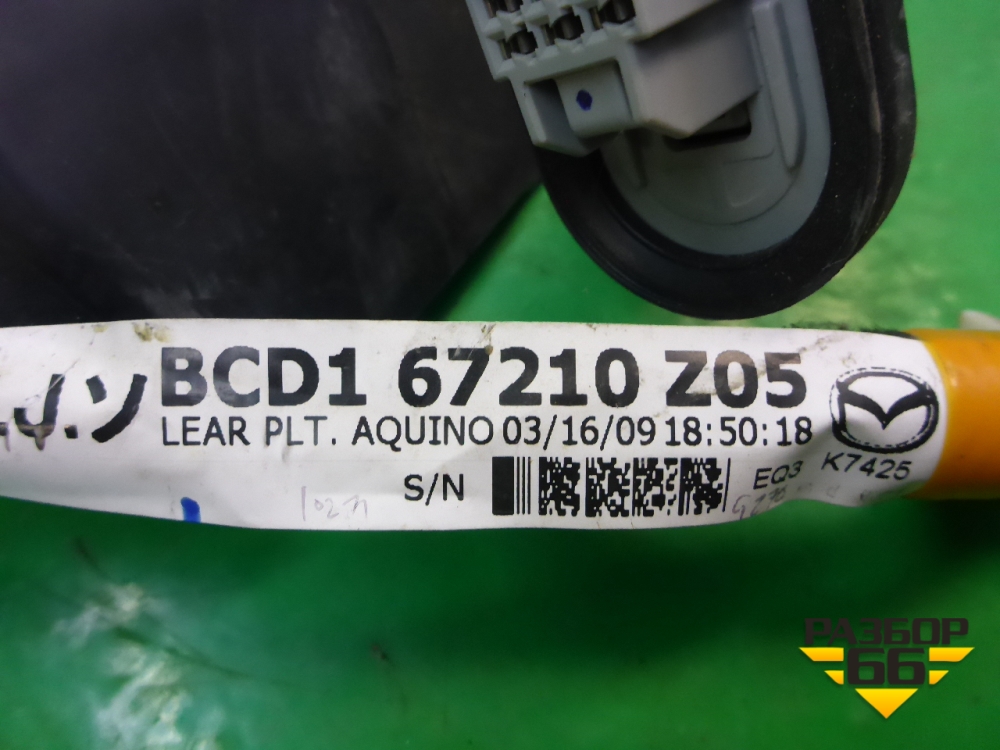 BCD1 67210 Z05
LEAR PLT. AQUINO 03/16/09 18:50:18
S/N
EQ3 K7425
РАЗБОР
66